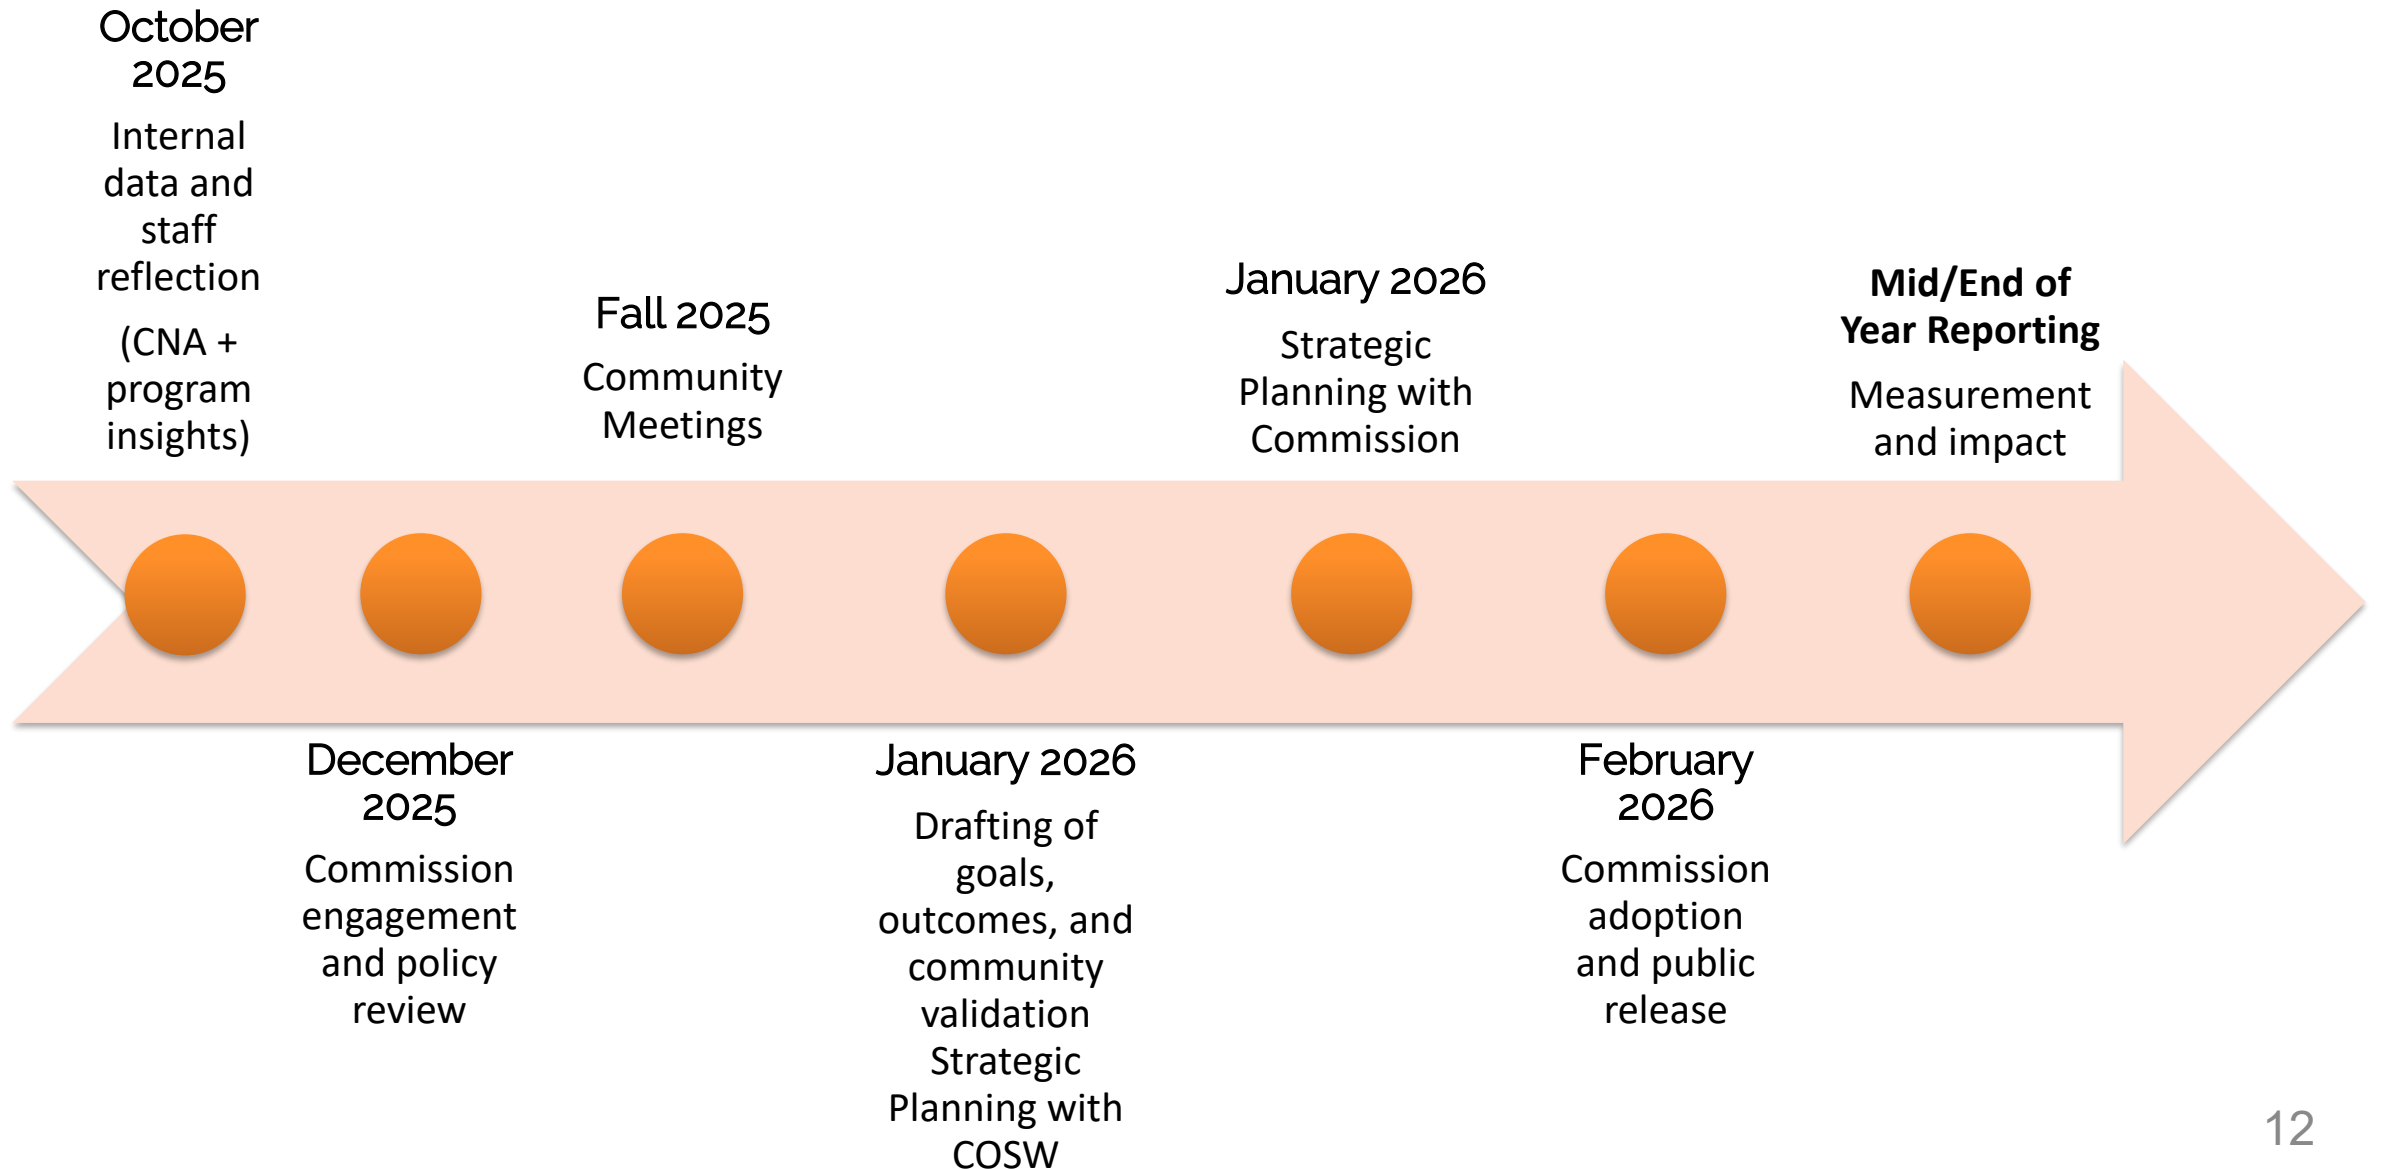 October
2025
Internal
data and
staff
reflection
(CNA +
program
insights)
December
2025
Commission
engagement
and policy
review
Fall 2025
Community
Meetings
January 2026
Drafting of
goals,
outcomes, and
community
validation
Strategic
Planning with
COSW
January 2026
Strategic
Planning with
Commission
February
2026
Commission
adoption
and public
release
Mid/End of
Year Reporting
Measurement
and impact
12